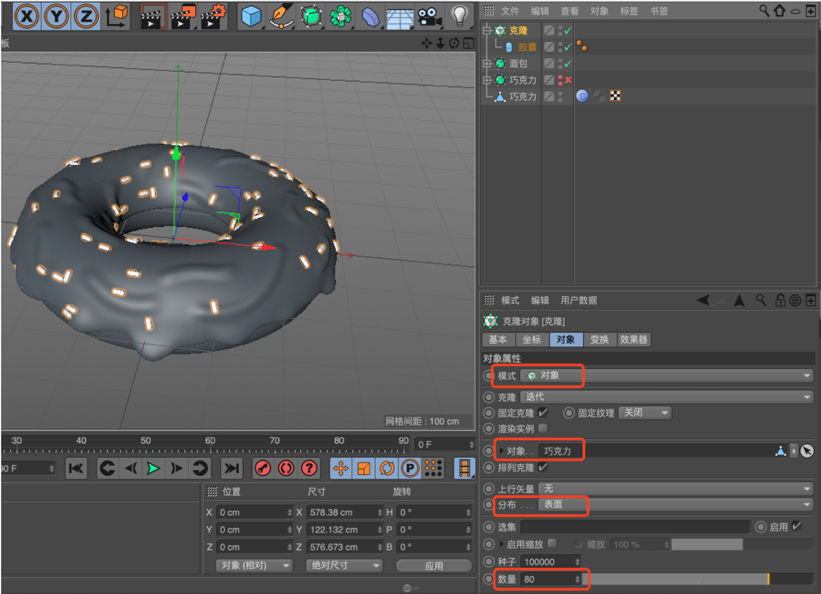 X Y Z
文件 编辑 查看 对象 标签 书签
板
克隆
胶囊
面包
巧克力
巧克力
网格间距 : 100 cm
30 40 50 60 70 80 90 0 F
90 F
P
位置 尺寸 旋转
X 0 cm X 578.38 cm H 0 °
Y 0 cm Y 122.132 cm P 0 °
Z 0 cm Z 576.673 cm B 0 °
对象 (相对) 绝对尺寸 应用
模式 编辑 用户数据
克隆对象 [克隆]
基本 坐标 对象 变换 效果器
对象属性
模式 对象
克隆 迭代
固定克隆 固定纹理 关闭
渲染实例
对象 . . 巧克力
排列克隆
上行矢量 无
分布 . . . 表面
选集 启用
启用缩放 缩放 100 %
种子 100000
数量 80